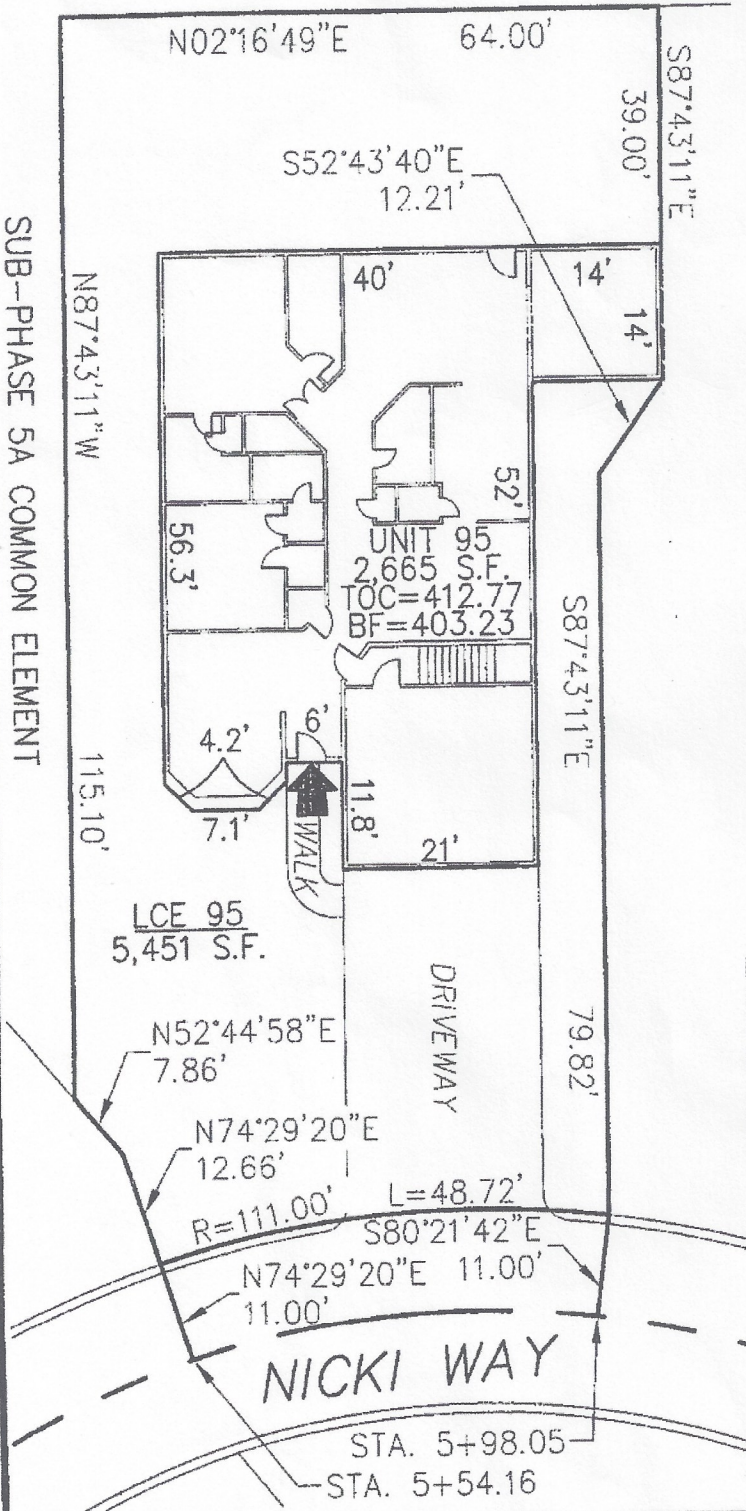 N02°16'49"E 64.00'
S87°43'11"E
39.00'
S52°43'40"E
12.21'
SUB-PHASE 5A COMMON ELEMENT
N87°43'11"W
115.10'
40'
14'
14'
52'
56.3'
UNIT 95
2,665 S.F.
TOC=412.77
BF=403.23
S87°43'11"E
79.82'
6'
4.2'
7.1'
11.8'
21'
WALK
LCE 95
5,451 S.F.
DRIVEWAY
N52°44'58"E
7.86'
N74°29'20"E
12.66'
R=111.00' L=48.72'
S80°21'42"E
11.00'
N74°29'20"E
11.00'
NICKI WAY
STA. 5+98.05
STA. 5+54.16